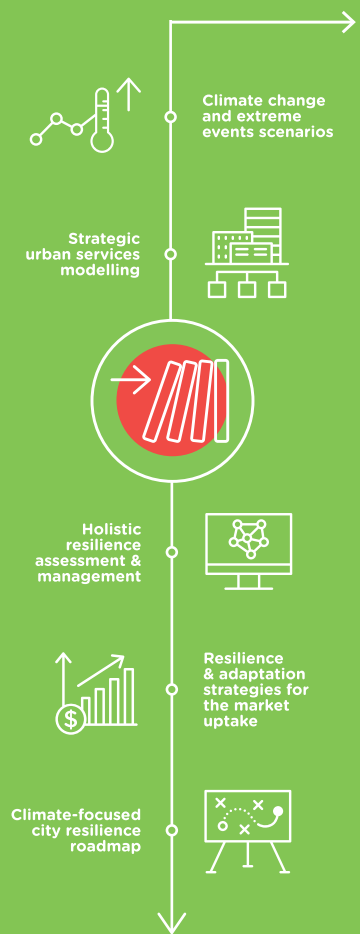 Climate change
and extreme
events scenarios
Strategic
urban services
modelling
Holistic
resilience
assessment &
management
Resilience
& adaptation
strategies for
the market
uptake
$
Climate-focused
city resilience
roadmap